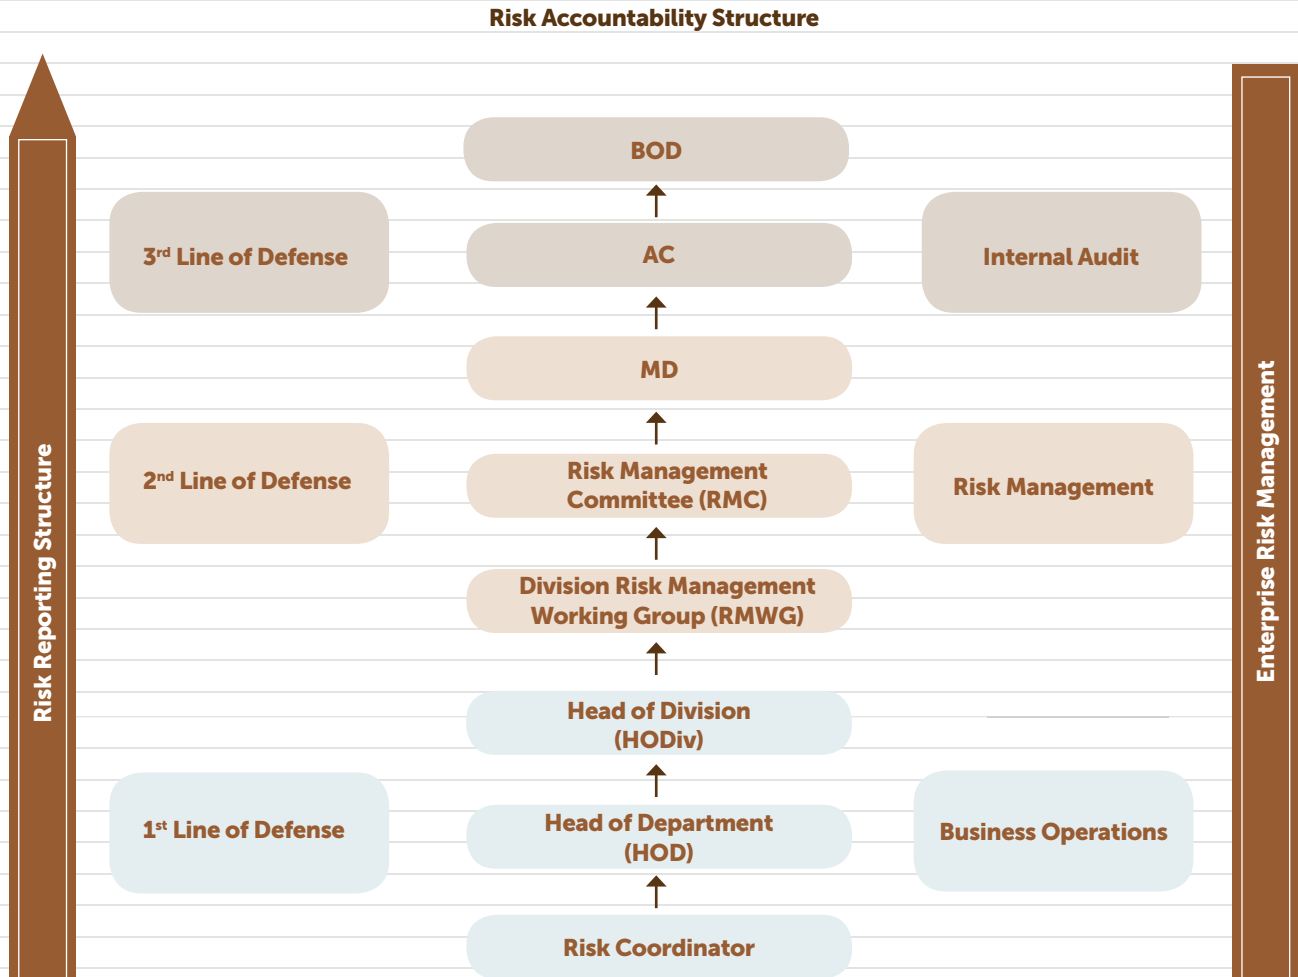 Risk Accountability Structure
BOD
3rd Line of Defense
AC
Internal Audit
MD
2nd Line of Defense
Risk Management
Committee (RMC)
Risk Management
Division Risk Management
Working Group (RMWG)
Head of Division
(HODiv)
1st Line of Defense
Head of Department
(HOD)
Business Operations
Risk Coordinator
Risk Reporting Structure
Enterprise Risk Management